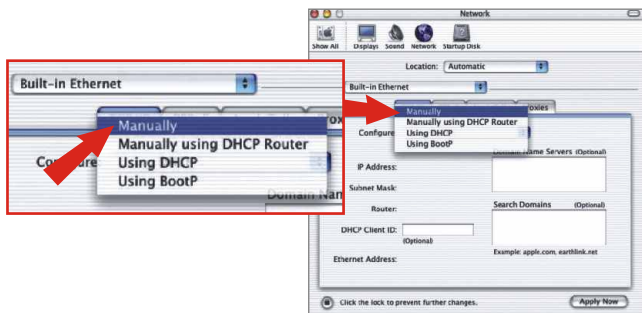 Network
Show All Displays Sound Network Startup Disk
Location: Automatic
Built-in Ethernet
Manually
Manually using DHCP Router
Using DHCP
Using BootP
Configure
Domain Nam
Built-in Ethernet
Manually
Manually using DHCP Router
Using DHCP
Using BootP
oxies
Configure
Domain Name Servers (Optional)
IP Address:
Subnet Mask:
Router:
Search Domains (Optional)
DHCP Client ID:
(Optional)
Example: apple.com, earthlink.net
Ethernet Address:
Click the lock to prevent further changes.
Apply Now